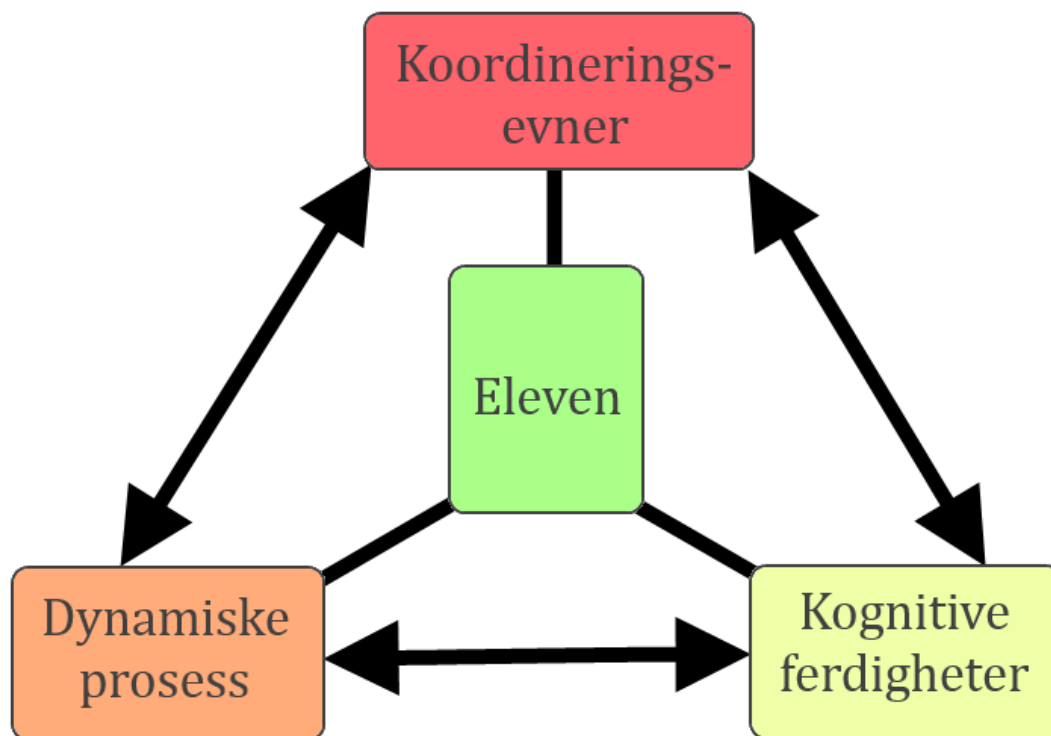 Koordinerings-
evner
Eleven
Dynamiske
prosess
Kognitive
ferdigheter